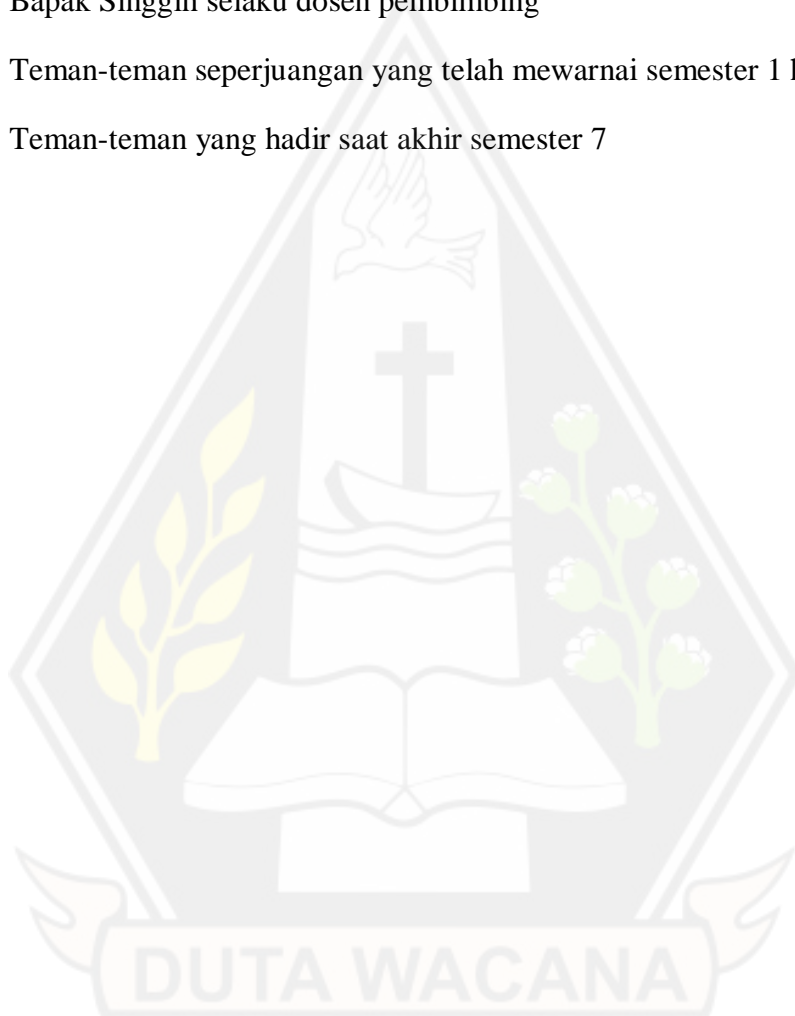 Bapak Singgih selaku dosen pembimbing
Teman-teman seperjuangan yang telah mewarnai semester 1
Teman-teman yang hadir saat akhir semester 7
DUTA WACANA